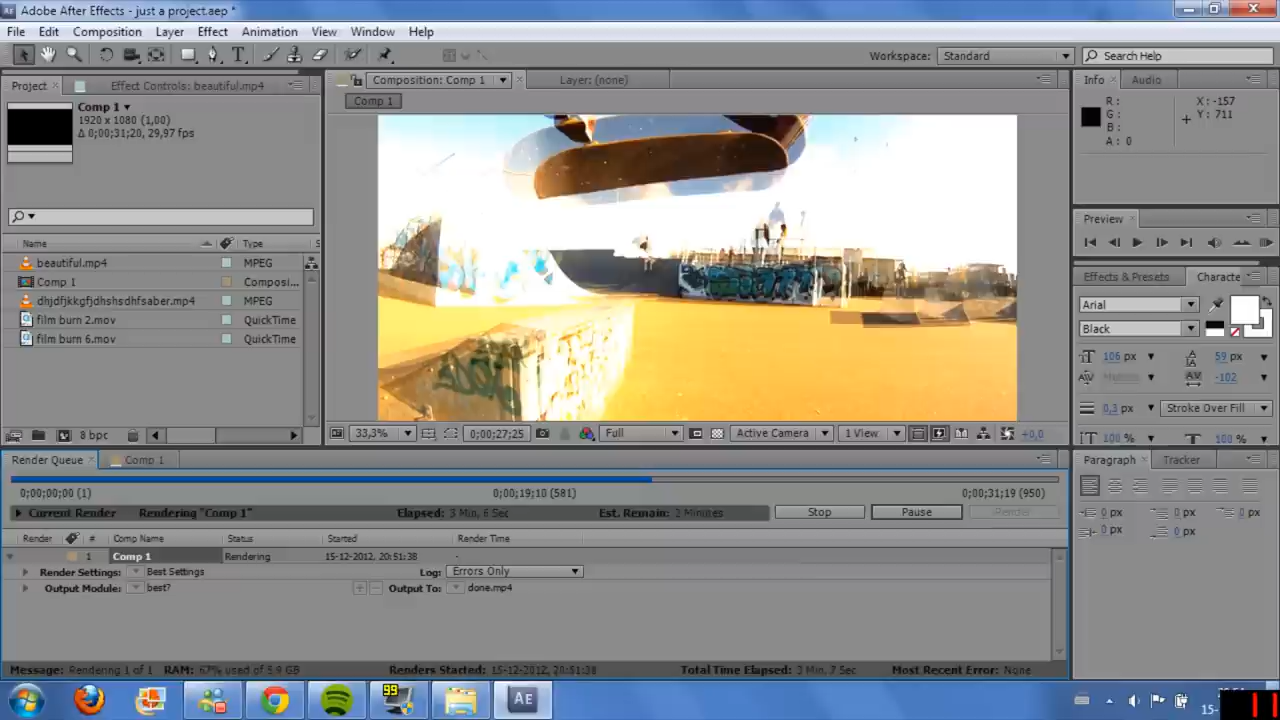 Adobe After Effects - just a project.aep *
File Edit Composition Layer Effect Animation View Window Help
Workspace: Standard Search Help
Project Effect Controls: beautiful.mp4 Composition: Comp 1 Layer: (none) Info Audio
Comp 1
1920 x 1080 (1,00)
Δ 0;00;31;20, 29,97 fps
Comp 1
R : X : -157
G : Y : 711
B :
A : 0
Preview
Name Type S
beautiful.mp4 MPEG
Comp 1 Composi...
dhjdfjkkgfjdhshsdhfsaber.mp4 MPEG
film burn 2.mov QuickTime
film burn 6.mov QuickTime
Effects & Presets Characte
Arial
Black
106 px 59 px
Metrics -102
0,3 px Stroke Over Fill
100 % 100 %
8 bpc 33,3% 0;00;27;25 Full Active Camera 1 View +0,0
Render Queue Comp 1
Paragraph Tracker
0;00;00;00 (1) 0;00;19;10 (581) 0;00;31;19 (950)
Current Render Rendering "Comp 1" Elapsed: 3 Min, 6 Sec Est. Remain: 2 Minutes Stop Pause Render
0 px 0 px 0 px
0 px 0 px
Render # Comp Name Status Started Render Time
1 Comp 1 Rendering 15-12-2012, 20:51:38 -
Render Settings: Best Settings Log: Errors Only
Output Module: best? Output To: done.mp4
Message: Rendering 1 of 1 RAM: 67% used of 5.9 GB Renders Started: 15-12-2012, 20:51:38 Total Time Elapsed: 3 Min, 7 Sec Most Recent Error: None
99
Ae
15-